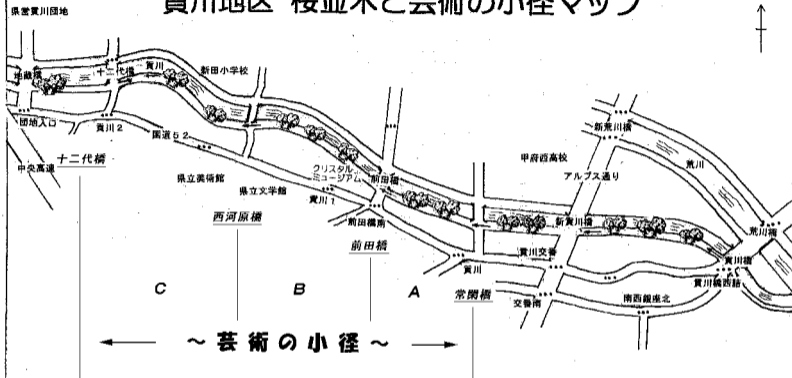 県営貢川団地
貢川地区 桜並木と芸術の小径マップ
地蔵橋
十二代橋
貢川
新田小学校
団地入口
貢川2
国道52
中央高速
十二代橋
県立美術館
県立文学館
クリスタル
ミュージアム
前田橋
貢川1
西河原橋
前田橋南
前田橋
甲府西高校
アルプス通り
新荒川橋
荒川
新貢川橋
荒川橋
貢川橋
貢川橋西詰
貢川交番
貢川
交番南
南西銀座北
常関橋
C
B
A
~芸術の小径~